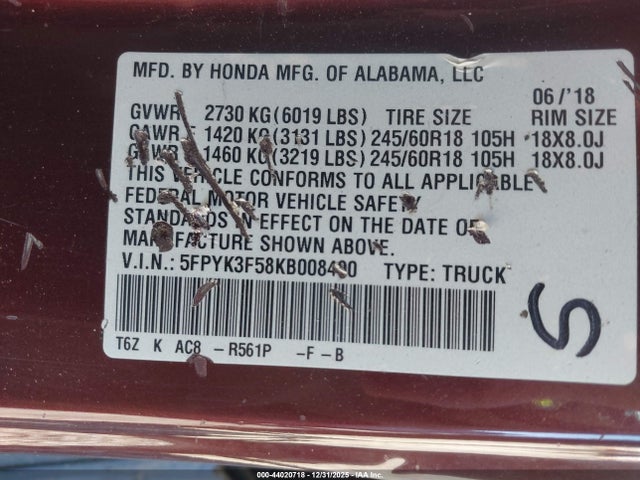 MFD. BY HONDA MFG. OF ALABAMA, LLC
06/'18
GVWR 2730 KG(6019 LBS) TIRE SIZE RIM SIZE
GAWR F 1420 KG(3131 LBS) 245/60R18 105H 18X8.0J
GAWR R 1460 KG(3219 LBS) 245/60R18 105H 18X8.0J
THIS VEHICLE CONFORMS TO ALL APPLICABLE
FEDERAL MOTOR VEHICLE SAFETY
STANDARDS IN EFFECT ON THE DATE OF
MANUFACTURE SHOWN ABOVE.
V.I.N.: TYPE: TRUCK
T6Z K AC8 - R561P -F-B
S
000-44020718 - 12/31/2025 - IAA Inc.